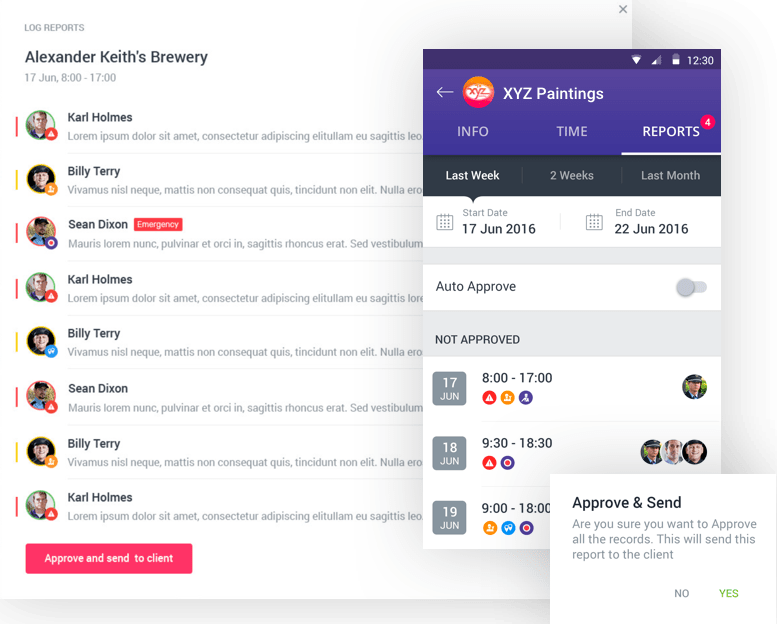 LOG REPORTS
Alexander Keith's Brewery
17 Jun, 8:00 - 17:00
Karl Holmes
Lorem ipsum dolor sit amet, consectetur adipiscing elitullam eu sagittis leo.
Billy Terry
Vivamus nisl neque, mattis non consequat quis, tincidunt non elit. Nulla ero
Sean Dixon Emergency
Mauris lorem nunc, pulvinar et orci in, sagittis rhoncus erat. Sed vestibulum
Karl Holmes
Lorem ipsum dolor sit amet, consectetur adipiscing elitullam eu sagittis leo
Billy Terry
Vivamus nisl neque, mattis non consequat quis, tincidunt non elit. Nulla ero
Sean Dixon
Mauris lorem nunc, pulvinar et orci in, sagittis rhoncus erat. Sed vestibulum
Billy Terry
Vivamus nisl neque, mattis non consequat quis, tincidunt non elit. Nulla ero
Karl Holmes
Lorem ipsum dolor sit amet, consectetur adipiscing elitullam eu sagittis leo.
Approve and send to client
12:30
XYZ XYZ Paintings
INFO TIME REPORTS 4
Last Week 2 Weeks Last Month
Start Date End Date
17 Jun 2016 22 Jun 2016
Auto Approve
NOT APPROVED
17 JUN 8:00 - 17:00
18 JUN 9:30 - 18:30
19 JUN 9:00 - 18:00
Approve & Send
Are you sure you want to Approve
all the records. This will send this
report to the client
NO YES